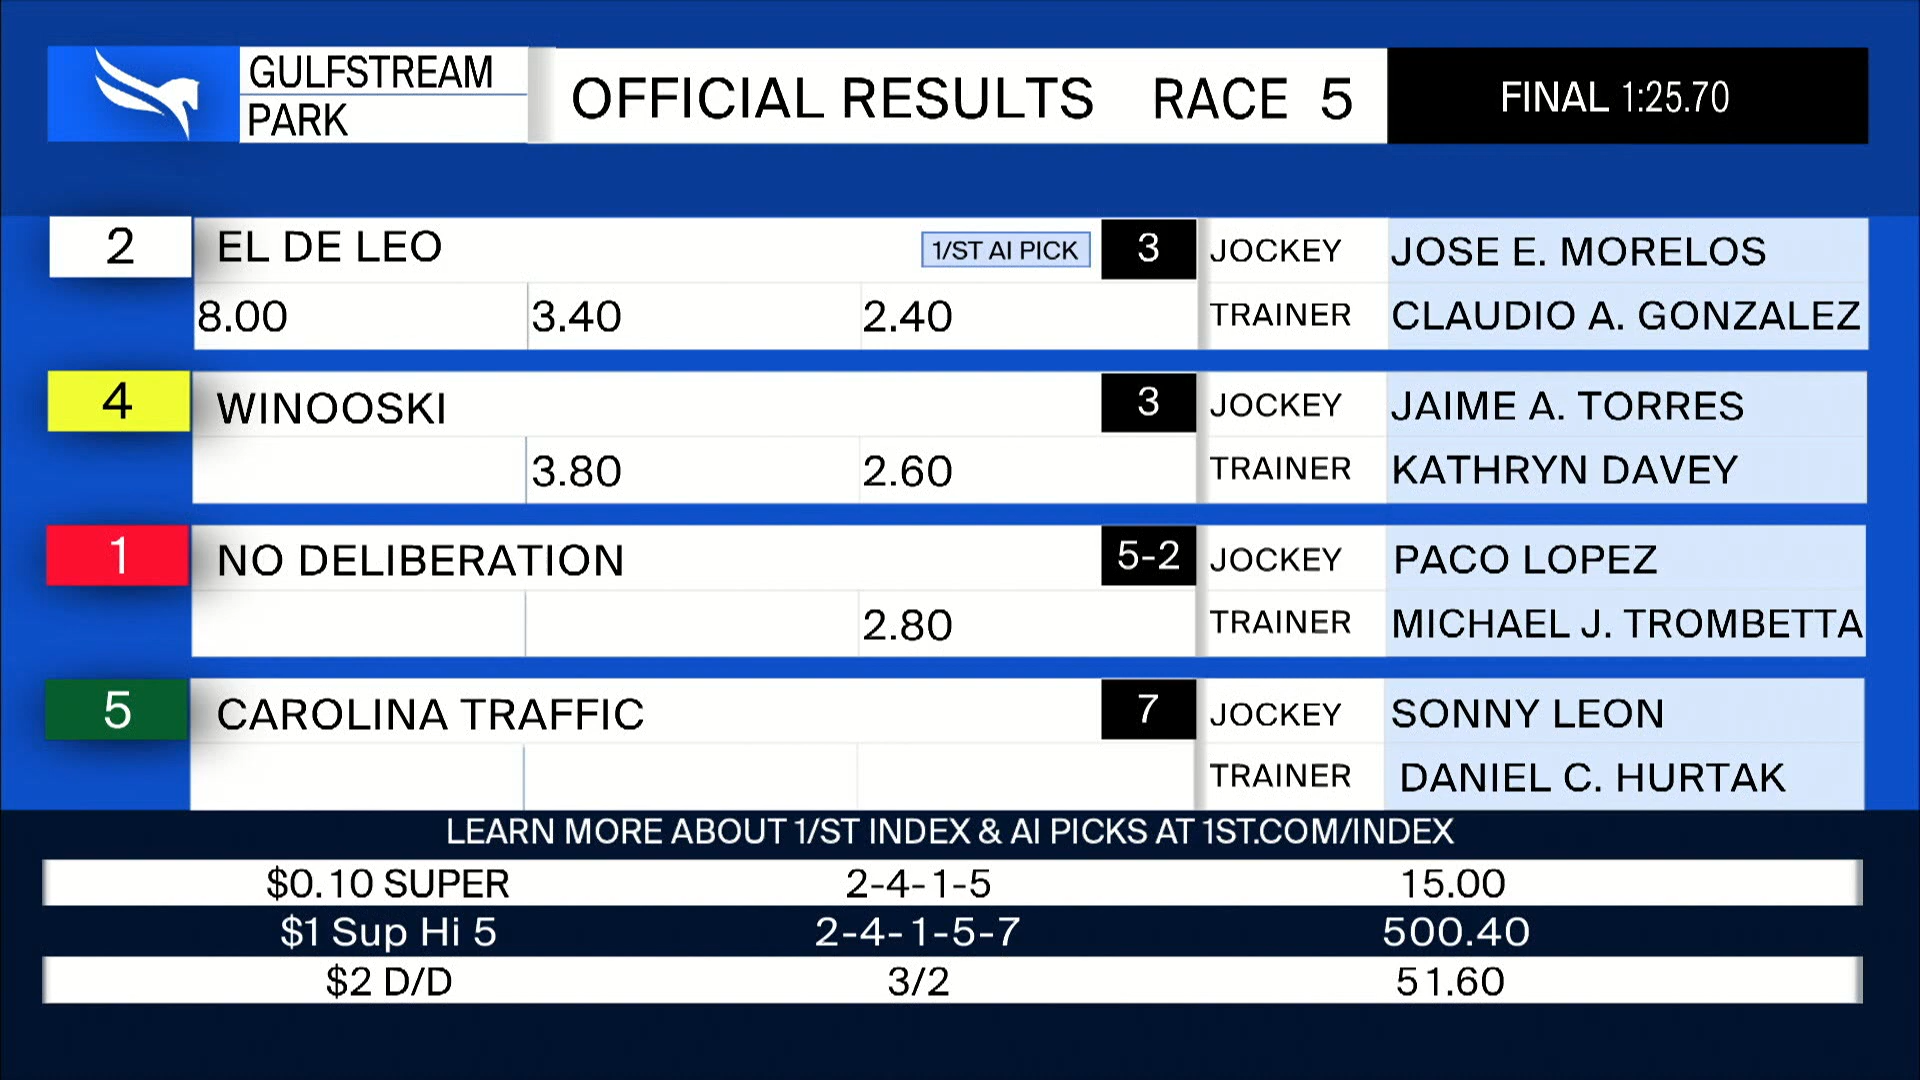 GULFSTREAM
PARK
OFFICIAL RESULTS RACE 5
FINAL 1:25.70
2 EL DE LEO 1/ST AI PICK 3 JOCKEY JOSE E. MORELOS
8.00 3.40 2.40 TRAINER CLAUDIO A. GONZALEZ
4 WINOOSKI 3 JOCKEY JAIME A. TORRES
3.80 2.60 TRAINER KATHRYN DAVEY
1 NO DELIBERATION 5-2 JOCKEY PACO LOPEZ
2.80 TRAINER MICHAEL J. TROMBETTA
5 CAROLINA TRAFFIC 7 JOCKEY SONNY LEON
TRAINER DANIEL C. HURTAK
LEARN MORE ABOUT 1/ST INDEX & AI PICKS AT 1ST.COM/INDEX
$0.10 SUPER 2-4-1-5 15.00
$1 Sup Hi 5 2-4-1-5-7 500.40
$2 D/D 3/2 51.60